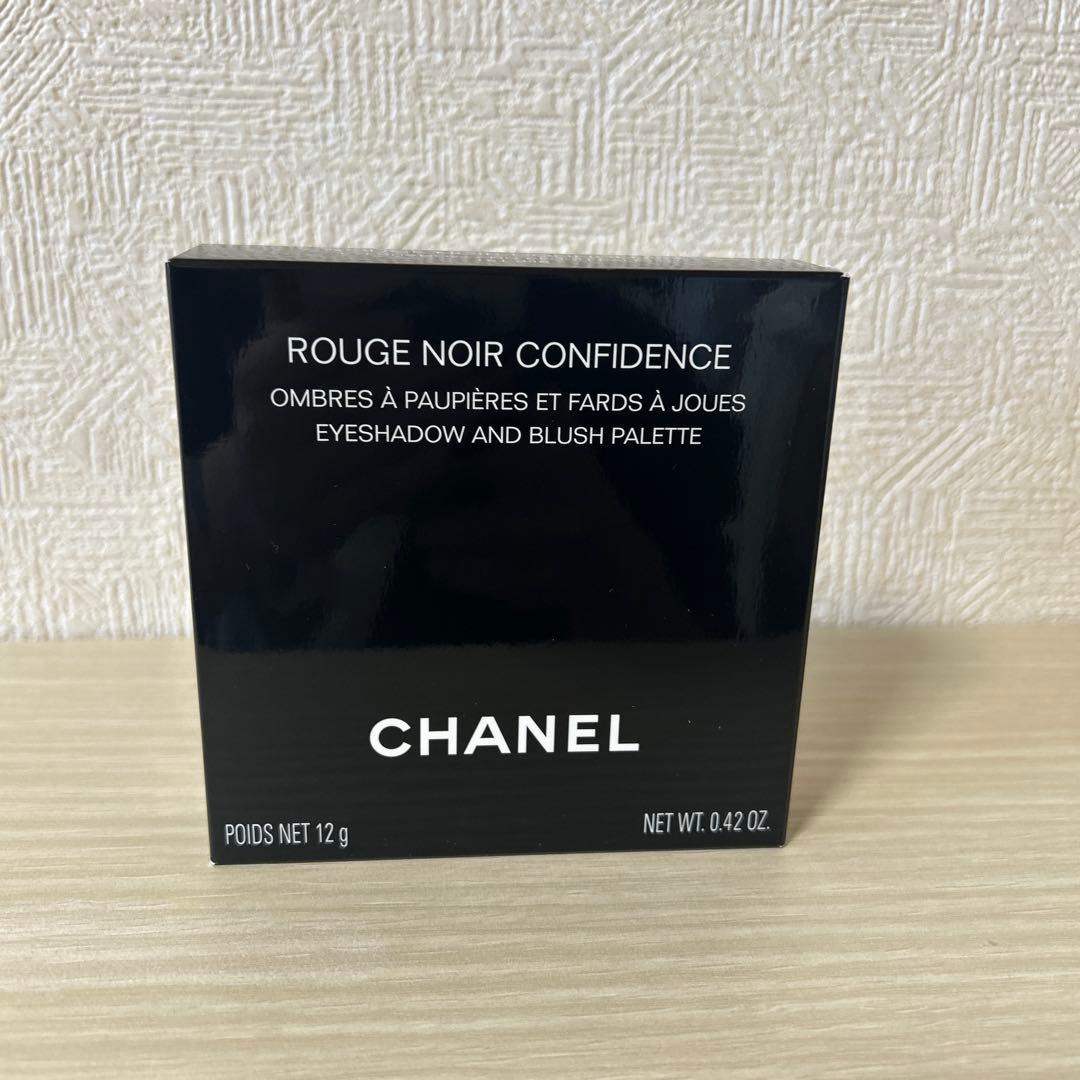 ROUGE NOIR CONFIDENCE
OMBRES À PAUPIÈRES ET FARDS À JOUES
EYESHADOW AND BLUSH PALETTE
CHANEL
POIDS NET 12 g
NET WT. 0.42 OZ.